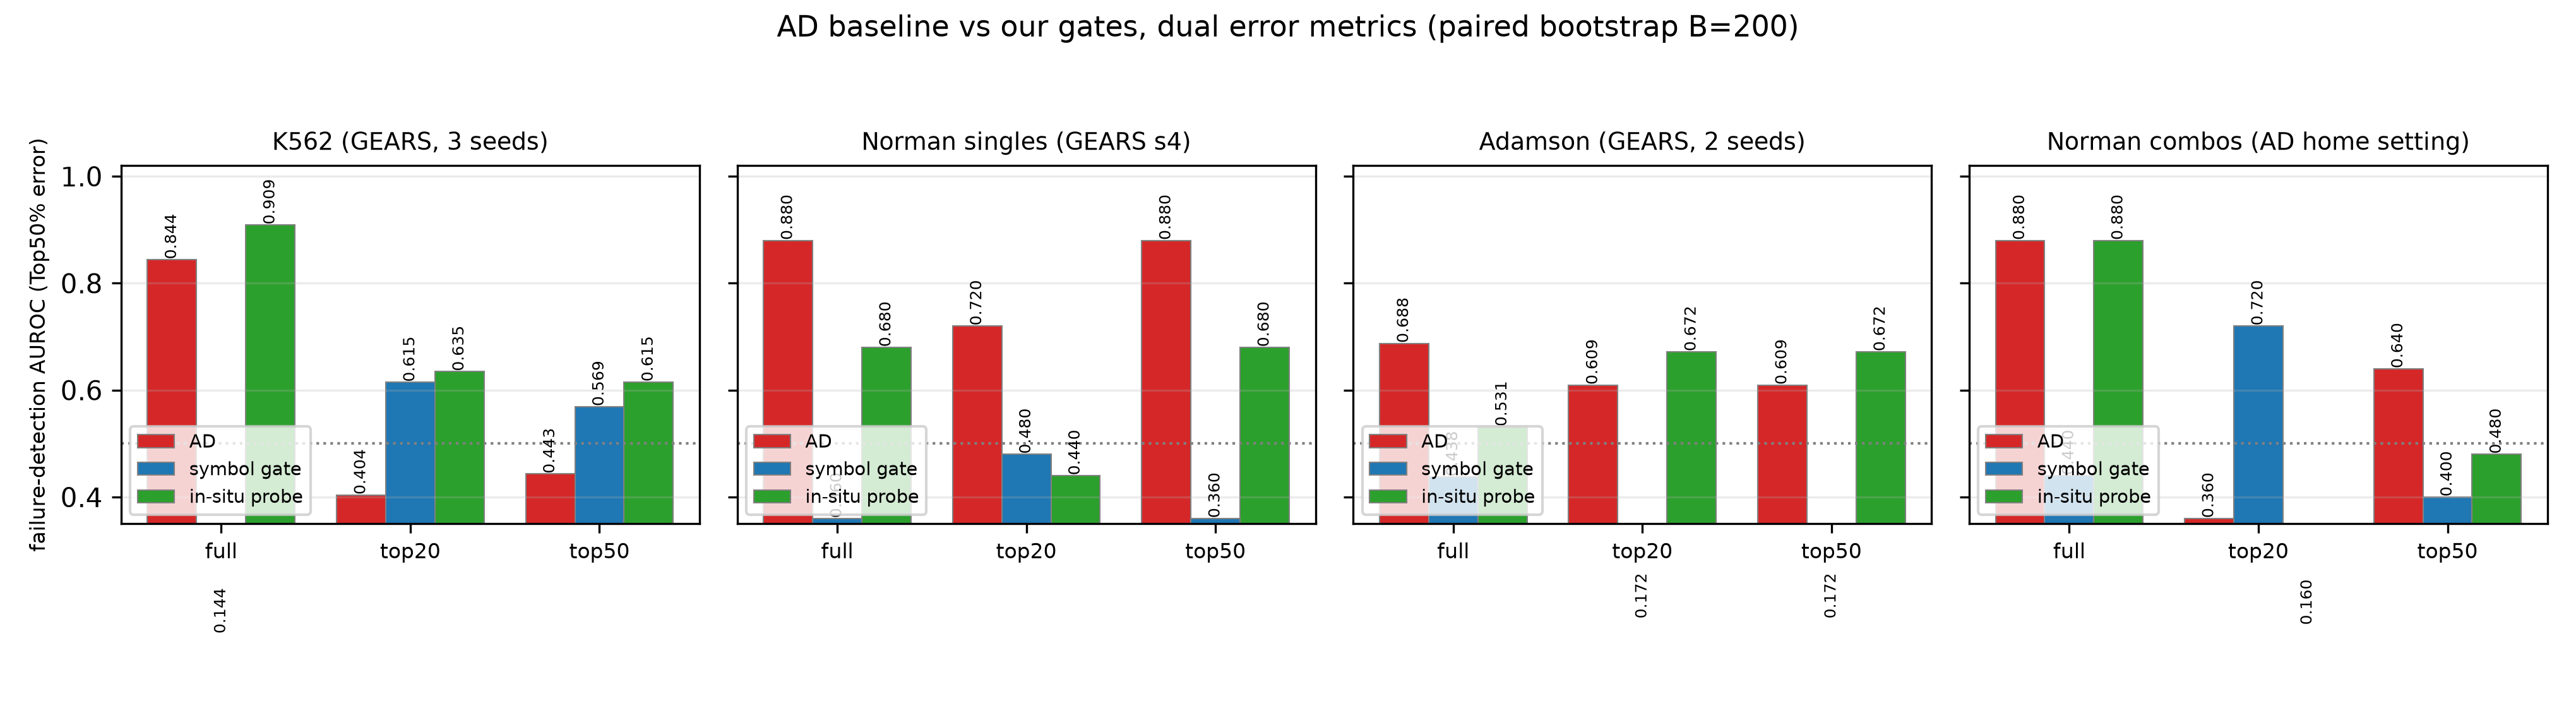 AD baseline vs our gates, dual error metrics (paired bootstrap B=200)
failure-detection AUROC (Top50% error)
K562 (GEARS, 3 seeds)
1.0
0.8
0.6
0.4
0.844
0.909
0.404
0.615
0.635
0.443
0.569
0.615
AD
symbol gate
in-situ probe
full
top20
top50
0.144
Norman singles (GEARS s4)
0.880
0.360
0.680
0.720
0.480
0.440
0.880
0.360
0.680
AD
symbol gate
in-situ probe
full
top20
top50
Adamson (GEARS, 2 seeds)
0.688
0.438
0.531
0.609
0.672
0.609
0.672
AD
symbol gate
in-situ probe
full
top20
top50
0.172
0.172
Norman combos (AD home setting)
0.880
0.440
0.880
0.360
0.720
0.640
0.400
0.480
AD
symbol gate
in-situ probe
full
top20
top50
0.160